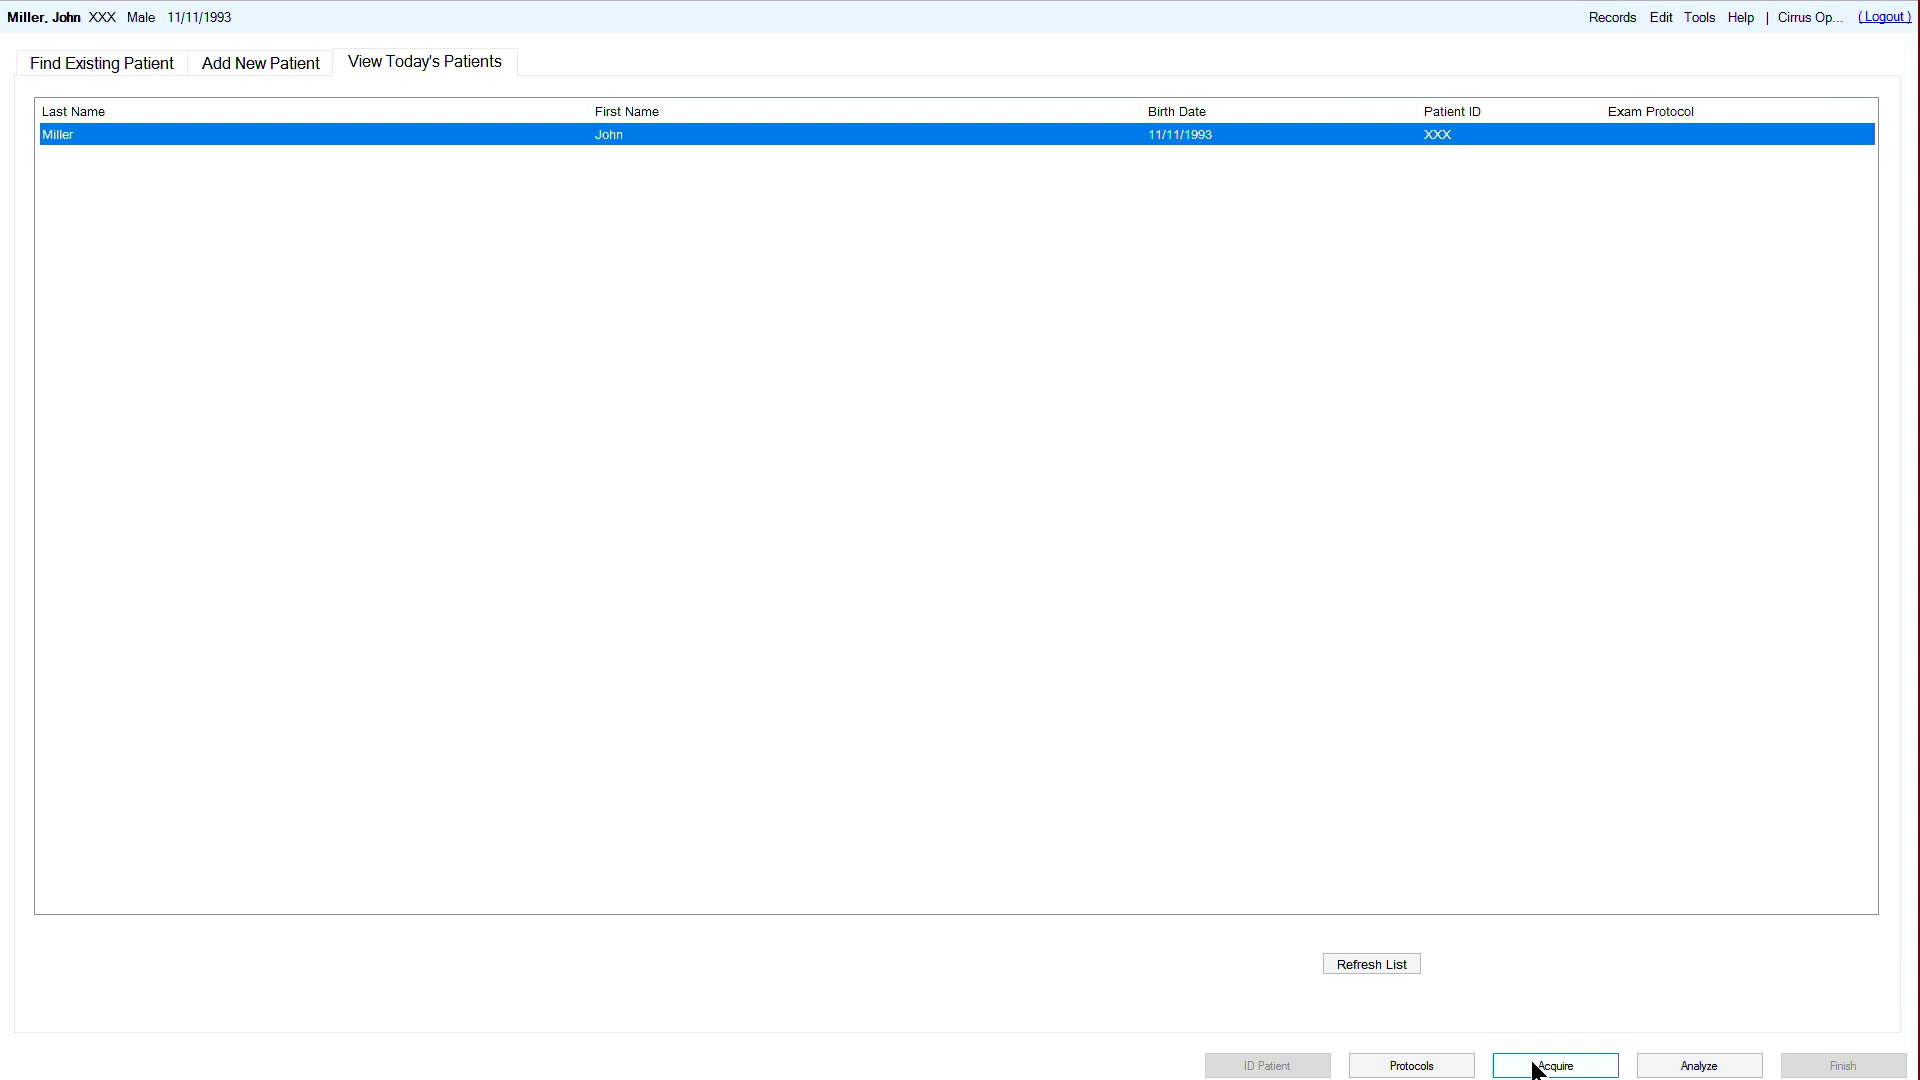 Miller, John XXX Male 11/11/1993 Records Edit Tools Help | Cirrus Op... (Logout)
Find Existing Patient Add New Patient View Today's Patients
Last Name First Name Birth Date Patient ID Exam Protocol
Miller John 11/11/1993 XXX
Refresh List
ID Patient Protocols Acquire Analyze Finish